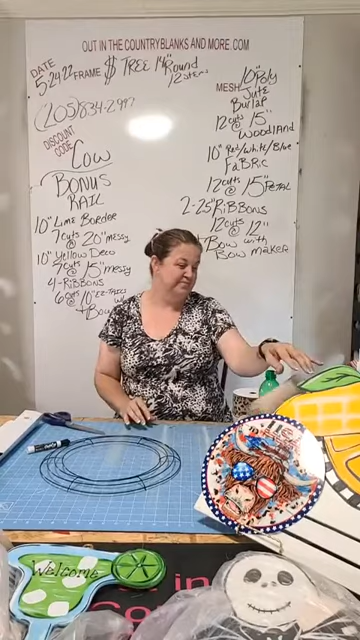 OUT IN THE COUNTRYBLANKS AND MORE.COM
DATE
5-24-22
FRAME
$ TREE 14" Round
12 stems
(205) 834-2997
DISCOUNT
CODE
Cow
BONUS
RAIL
10" Lime Border
7 cuts @ 20" messy
10" Yellow Deco
7 cuts @ 15" messy
4-RIBBONS
MESH
10" Poly
Jute
Burlap
12 cuts @ 15"
Woodland
10" Red/White/Blue
FABRIC
12 cuts @ 15" PETAL
2-2.5" RIBBONS
12 cuts @ 12"
+ Bow with
Bow maker
Welcome